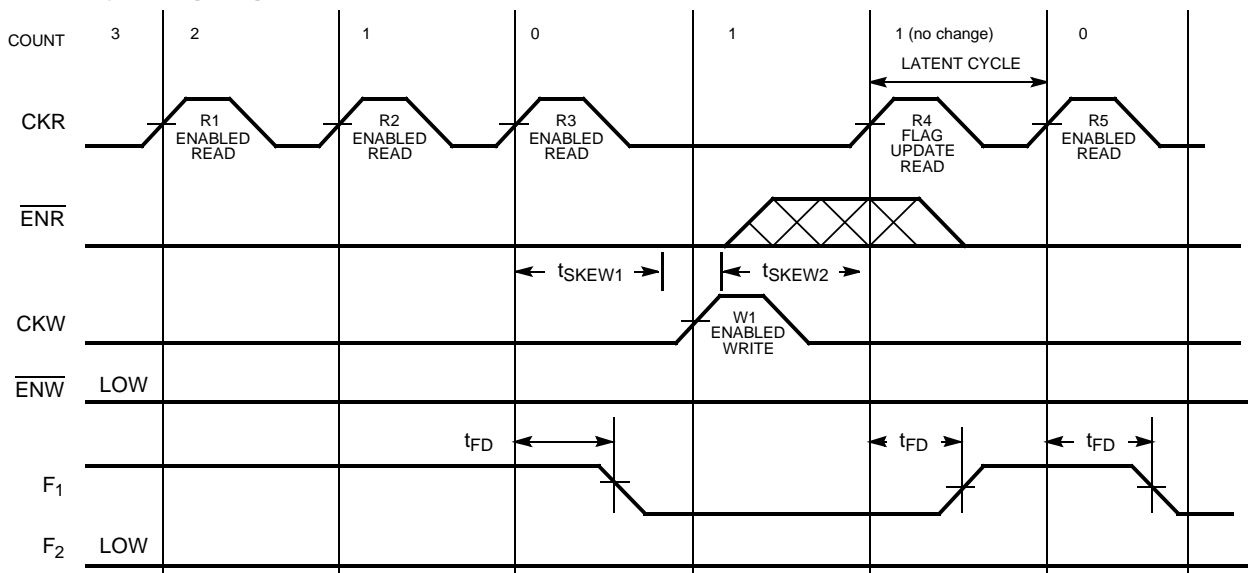 COUNT 3 2 1 0 1 1 (no change) 0
LATENT CYCLE
CKR
R1 ENABLED READ
R2 ENABLED READ
R3 ENABLED READ
R4 FLAG UPDATE READ
R5 ENABLED READ
ENR
tSKEW1 tSKEW2
CKW
W1 ENABLED WRITE
ENW LOW
tFD tFD tFD
F1
F2 LOW